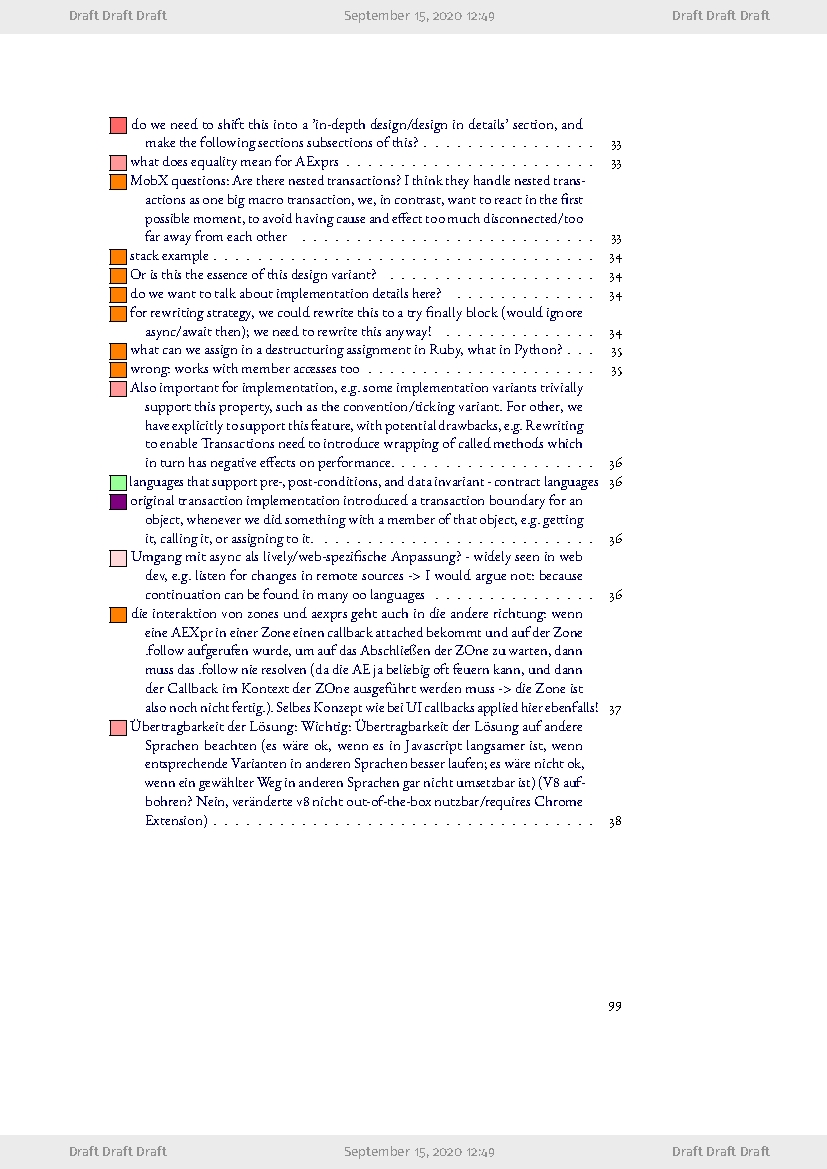 Draft Draft Draft September 15, 2020 12:49 Draft Draft Draft
do we need to shift this into a 'in-depth design/design in details' section, and
make the following sections subsections of this? . . . . . . . . . . . . . . . . 33
what does equality mean for AExprs . . . . . . . . . . . . . . . . . . . . . . . 33
MobX questions: Are there nested transactions? I think they handle nested trans-
actions as one big macro transaction, we, in contrast, want to react in the first
possible moment, to avoid having cause and effect too much disconnected/too
far away from each other . . . . . . . . . . . . . . . . . . . . . . . . . . . 33
stack example . . . . . . . . . . . . . . . . . . . . . . . . . . . . . . . . . . . 34
Or is this the essence of this design variant? . . . . . . . . . . . . . . . . . . . 34
do we want to talk about implementation details here? . . . . . . . . . . . . . 34
for rewriting strategy, we could rewrite this to a try finally block (would ignore
async/await then); we need to rewrite this anyway! . . . . . . . . . . . . . . 34
what can we assign in a destructuring assignment in Ruby, what in Python? . . . 35
wrong: works with member accesses too . . . . . . . . . . . . . . . . . . . . . 35
Also important for implementation, e.g. some implementation variants trivially
support this property, such as the convention/ticking variant. For other, we
have explicitly to support this feature, with potential drawbacks, e.g. Rewriting
to enable Transactions need to introduce wrapping of called methods which
in turn has negative effects on performance. . . . . . . . . . . . . . . . . . . 36
languages that support pre-, post-conditions, and data invariant - contract languages 36
original transaction implementation introduced a transaction boundary for an
object, whenever we did something with a member of that object, e.g. getting
it, calling it, or assigning to it. . . . . . . . . . . . . . . . . . . . . . . . . . 36
Umgang mit async als lively/web-spezifische Anpassung? - widely seen in web
dev, e.g. listen for changes in remote sources -> I would argue not: because
continuation can be found in many oo languages . . . . . . . . . . . . . . . 36
die interaktion von zones und aexprs geht auch in die andere richtung: wenn
eine AEXpr in einer Zone einen callback attached bekommt und auf der Zone
.follow aufgerufen wurde, um auf das Abschließen der ZOne zu warten, dann
muss das .follow nie resolven (da die AE ja beliebig oft feuern kann, und dann
der Callback im Kontext der ZOne ausgeführt werden muss -> die Zone ist
also noch nicht fertig.). Selbes Konzept wie bei UI callbacks applied hier ebenfalls! 37
Übertragbarkeit der Lösung: Wichtig: Übertragbarkeit der Lösung auf andere
Sprachen beachten (es wäre ok, wenn es in Javascript langsamer ist, wenn
entsprechende Varianten in anderen Sprachen besser laufen; es wäre nicht ok,
wenn ein gewählter Weg in anderen Sprachen gar nicht umsetzbar ist) (V8 auf-
bohren? Nein, veränderte v8 nicht out-of-the-box nutzbar/requires Chrome
Extension) . . . . . . . . . . . . . . . . . . . . . . . . . . . . . . . . . . . 38
99
Draft Draft Draft September 15, 2020 12:49 Draft Draft Draft